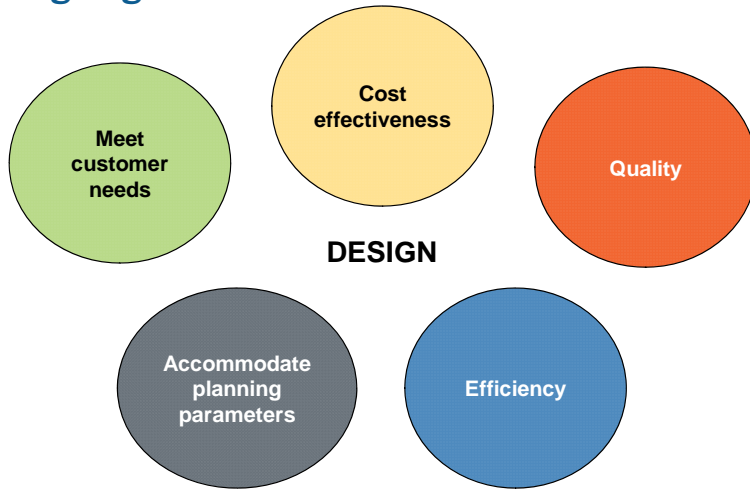 Cost
effectiveness
Meet
customer
needs
Quality
DESIGN
Accommodate
planning
parameters
Efficiency